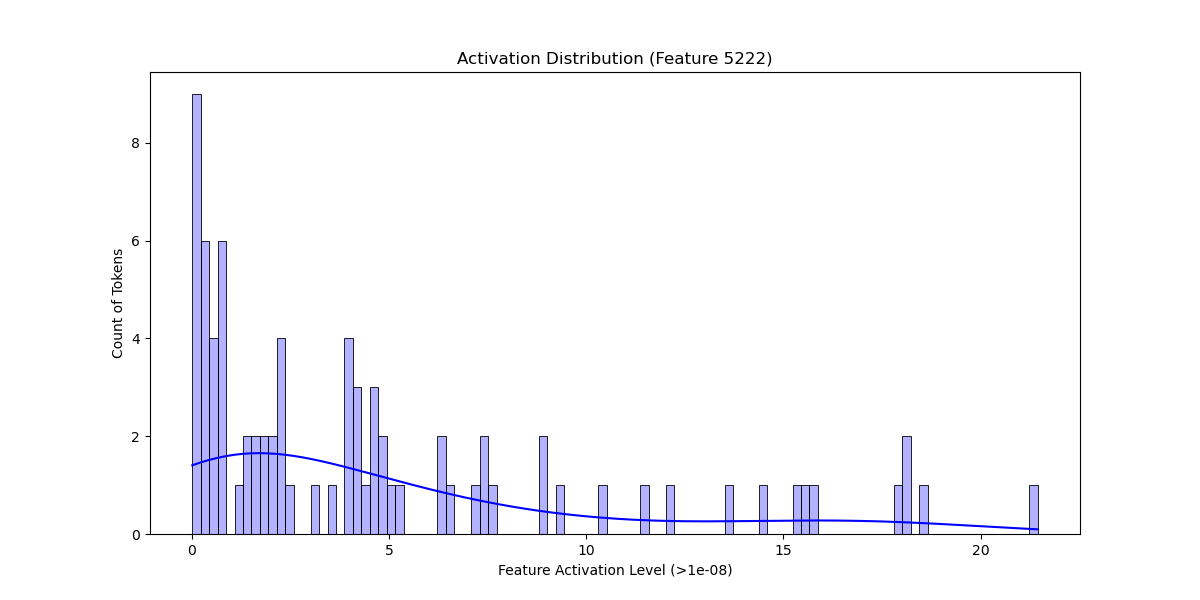 Activation Distribution (Feature 5222)
Count of Tokens
8
6
4
2
0
0 5 10 15 20
Feature Activation Level (>1e-08)